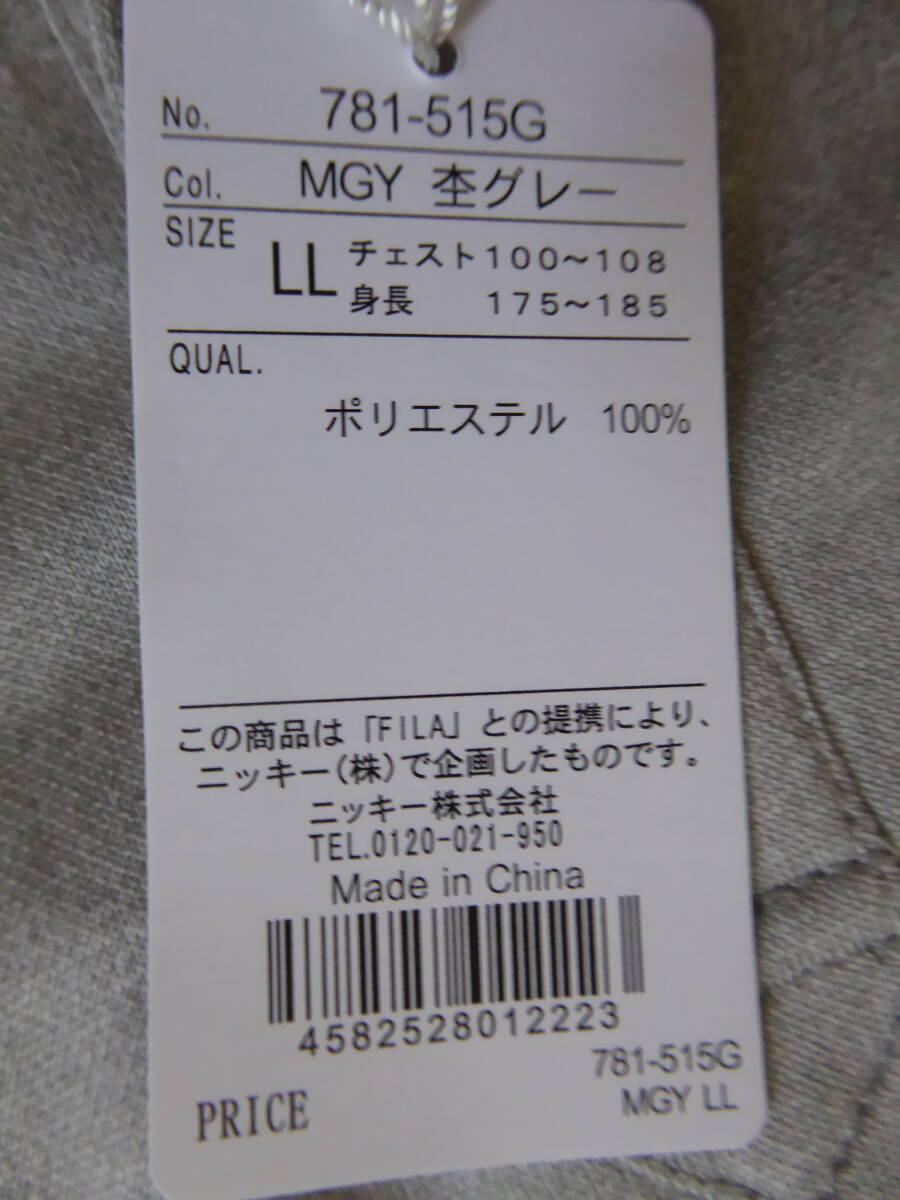 No. 781-515G
Col. MGY 杢グレー
SIZE LL チェスト 100~108
身長 175~185
QUAL.
ポリエステル 100%
この商品は「FILA」との提携により、
ニッキー(株)で企画したものです。
ニッキー株式会社
TEL.0120-021-950
Made in China
4582528012223
781-515G
MGY LL
PRICE